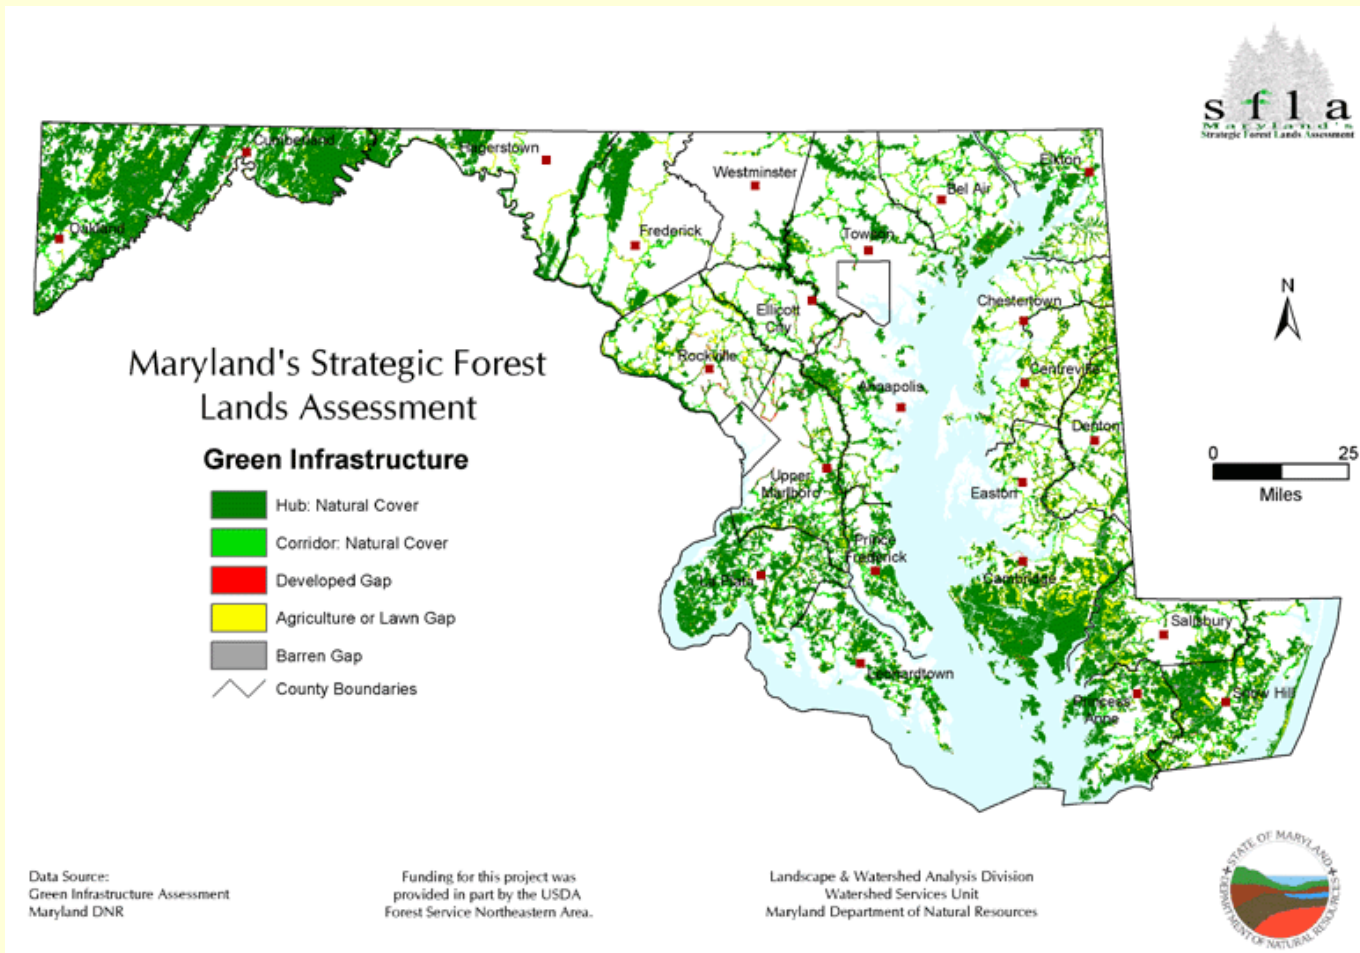 sfla
Maryland's
Strategic Forest Lands Assessment
Cumberland
Hagerstown
Westminster
Elkton
Bel Air
Oakland
Frederick
Towson
Chestertown
Ellicott
City
N
Maryland's Strategic Forest
Lands Assessment
Rockville
Annapolis
Centreville
Denton
0 25
Miles
Green Infrastructure
Hub: Natural Cover
Corridor: Natural Cover
Developed Gap
Agriculture or Lawn Gap
Barren Gap
County Boundaries
Upper
Marlboro
Easton
Prince
Frederick
La Plata
Cambridge
Salisbury
Leonardtown
Princess
Anne
Snow Hill
Data Source:
Green Infrastructure Assessment
Maryland DNR
Funding for this project was
provided in part by the USDA
Forest Service Northeastern Area.
Landscape & Watershed Analysis Division
Watershed Services Unit
Maryland Department of Natural Resources
STATE OF MARYLAND
DEPARTMENT OF NATURAL RESOURCES